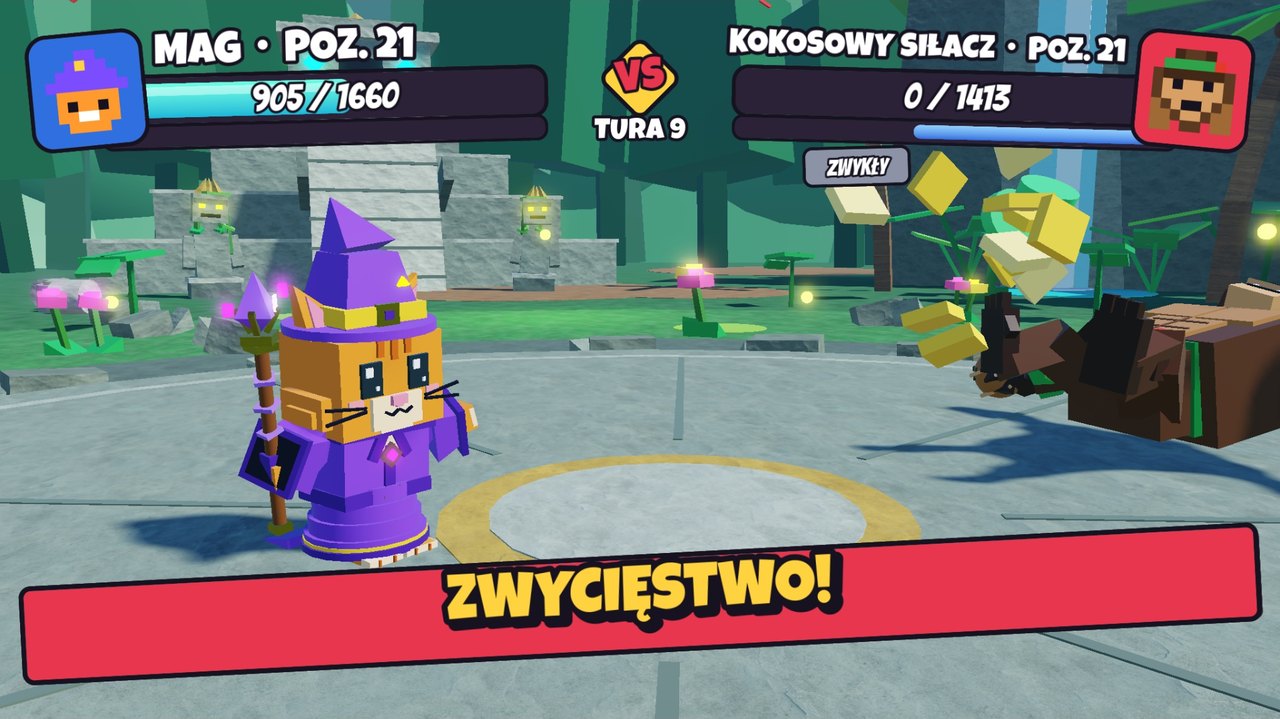 MAG • POZ. 21
905 / 1660
VS
TURA 9
KOKOSOWY SIŁACZ • POZ. 21
0 / 1413
ZWYKŁY
ZWYCIĘSTWO!